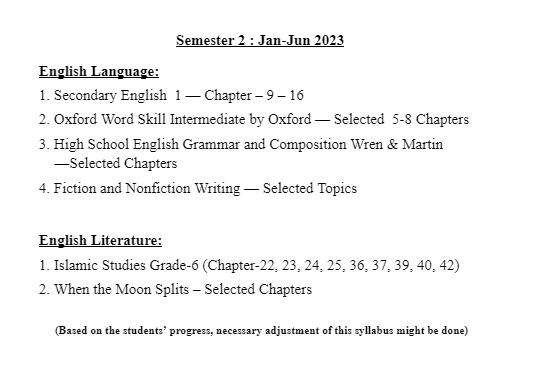 Semester 2 : Jan-Jun 2023
English Language:
1. Secondary English 1 — Chapter – 9 – 16
2. Oxford Word Skill Intermediate by Oxford — Selected 5-8 Chapters
3. High School English Grammar and Composition Wren & Martin
—Selected Chapters
4. Fiction and Nonfiction Writing — Selected Topics
English Literature:
1. Islamic Studies Grade-6 (Chapter-22, 23, 24, 25, 36, 37, 39, 40, 42)
2. When the Moon Splits – Selected Chapters
(Based on the students’ progress, necessary adjustment of this syllabus might be done)